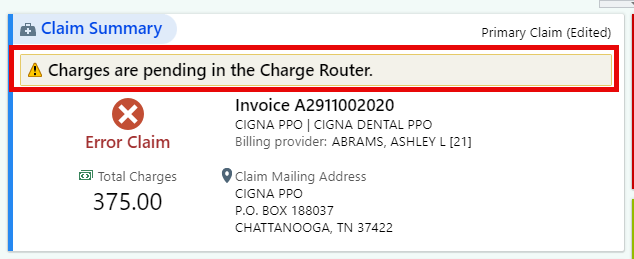 Claim Summary
Primary Claim (Edited)
Charges are pending in the Charge Router.
Error Claim
Invoice A2911002020
CIGNA PPO | CIGNA DENTAL PPO
Billing provider: ABRAMS, ASHLEY L [21]
Total Charges
375.00
Claim Mailing Address
CIGNA PPO
P.O. BOX 188037
CHATTANOOGA, TN 37422